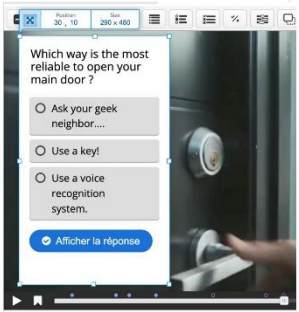 Position
30 , 10
Size
290 x 480
Which way is the most
reliable to open your
main door ?
Ask your geek
neighbor....
Use a key!
Use a voice
recognition
system.
Afficher la réponse